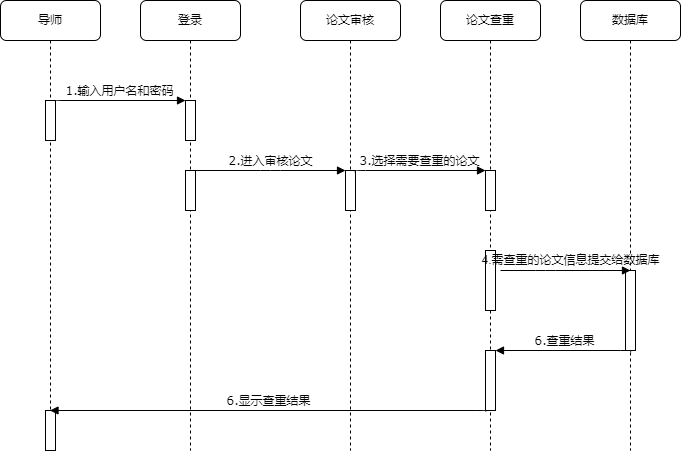 导师
登录
论文审核
论文查重
数据库
1.输入用户名和密码
2.进入审核论文
3.选择需要查重的论文
4.需查重的论文信息提交给数据库
6.查重结果
6.显示查重结果